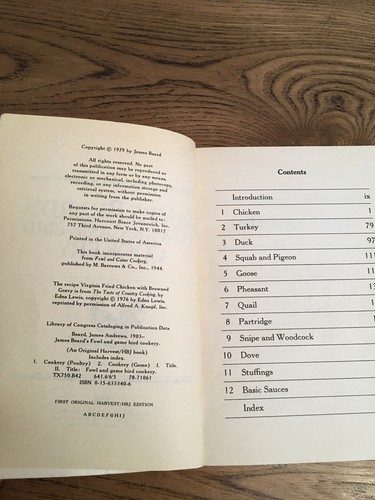 Copyright © 1979 by James Beard
All rights reserved. No part
of this publication may be reproduced or
transmitted in any form or by any means,
electronic or mechanical, including photocopy,
recording, or any information storage and
retrieval system, without permission in
in writing from the publisher.
Requests for permission to make copies of
any part of the work should be mailed to:
Permissions, Harcourt Brace Jovanovich, Inc.
757 Third Avenue, New York, N.Y. 10017
Printed in the United States of America
This book incorporates material
from Fowl and Game Cookery,
published by M. Barrows & Co., Inc., 1944.
The recipe Virginia Fried Chicken with Browned
Gravy is from The Taste of Country Cooking, by
Edna Lewis, copyright © 1976 by Edna Lewis,
reprinted by permission of Alfred A. Knopf, Inc.
Library of Congress Cataloging in Publication Data
Beard, James Andrews, 1903-
James Beard's Fowl and game bird cookery.
(An Original Harvest/HBJ book)
Includes index.
1. Cookery (Poultry) 2. Cookery (Game) I. Title.
II. Title: Fowl and game bird cookery.
TX750.B42 641.6'6'5 78-71061
ISBN 0-15-633340-6
FIRST ORIGINAL HARVEST/HBJ EDITION
A B C D E F G H I J
Contents
Introduction ix
1 Chicken 1
2 Turkey 79
3 Duck 97
4 Squab and Pigeon 11
5 Goose
6 Pheasant 13
7 Quail
8 Partridge
9 Snipe and Woodcock
10 Dove
11 Stuffings
12 Basic Sauces
Index